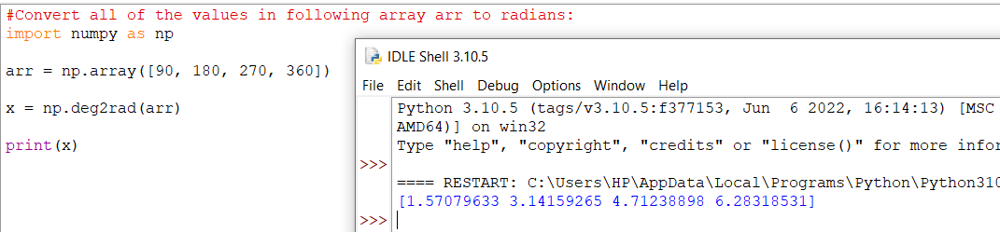 #Convert all of the values in following array arr to radians:
import numpy as np
arr = np.array([90, 180, 270, 360])
x = np.deg2rad(arr)
print(x)
IDLE Shell 3.10.5
File Edit Shell Debug Options Window Help
Python 3.10.5 (tags/v3.10.5:f377153, Jun  6 2022, 16:14:13) [MSC
AMD64)] on win32
Type "help", "copyright", "credits" or "license()" for more infor
>>>
==== RESTART: C:\Users\HP\AppData\Local\Programs\Python\Python310
[1.57079633 3.14159265 4.71238898 6.28318531]
>>>